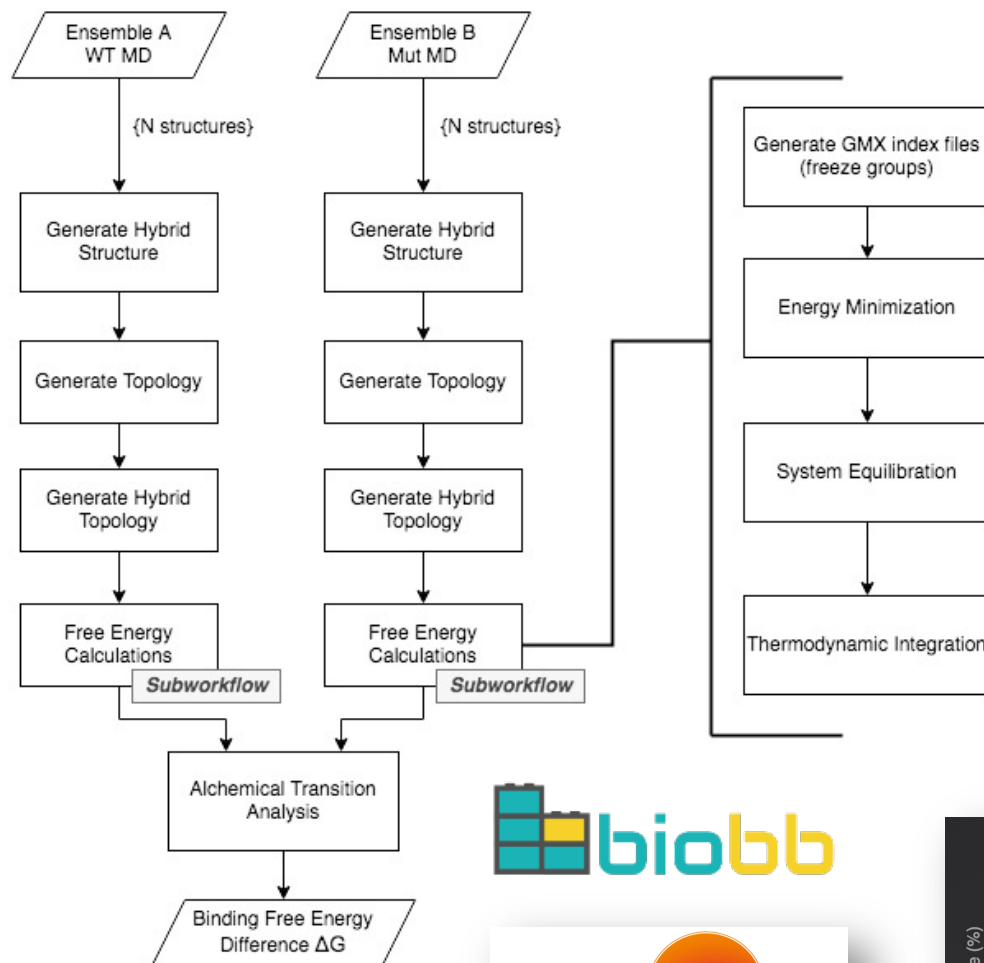 Ensemble A
WT MD
{N structures}
Generate Hybrid
Structure
Generate Topology
Generate Hybrid
Topology
Free Energy
Calculations
Subworkflow
Ensemble B
Mut MD
{N structures}
Generate Hybrid
Structure
Generate Topology
Generate Hybrid
Topology
Free Energy
Calculations
Subworkflow
Generate GMX index files
(freeze groups)
Energy Minimization
System Equilibration
Thermodynamic Integration
Alchemical Transition
Analysis
Binding Free Energy
Difference ΔG
biobb
(%)